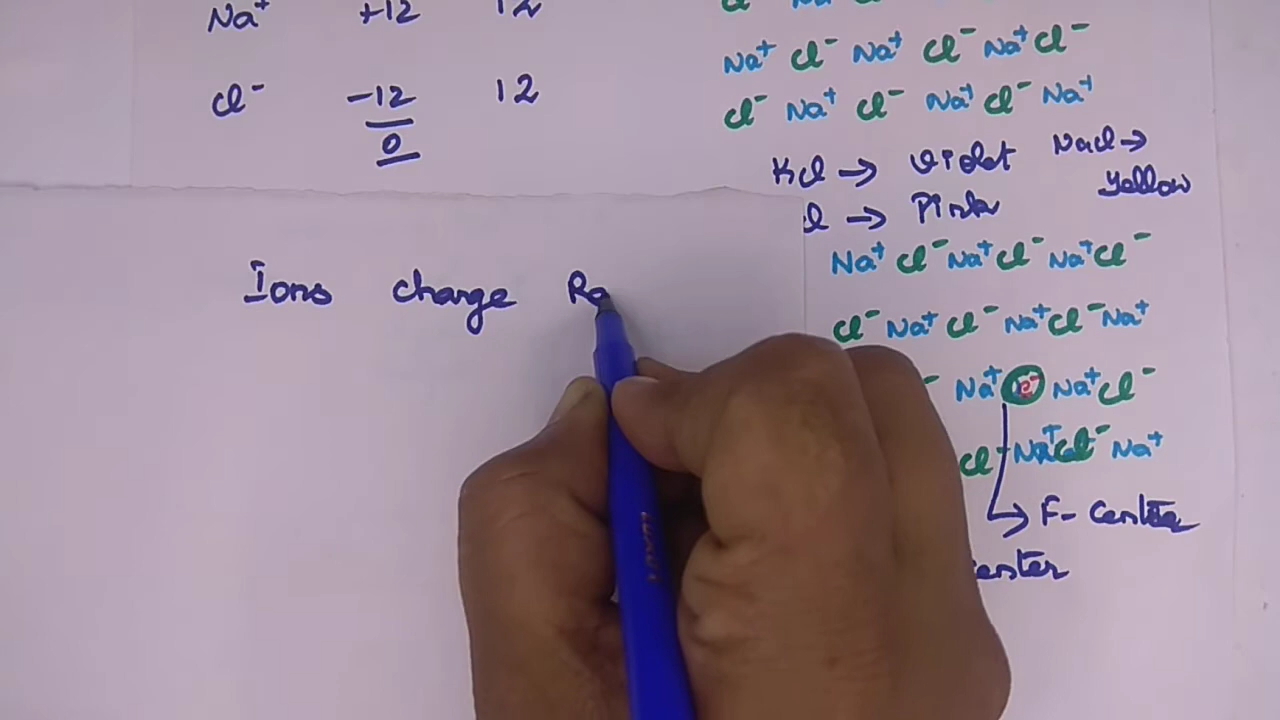 Na⁺ +12 12
Cl⁻ -12 12
0
Na⁺ Cl⁻ Na⁺ Cl⁻ Na⁺ Cl⁻
Cl⁻ Na⁺ Cl⁻ Na⁺ Cl⁻ Na⁺
KCl → Violet NaCl → Yellow
→ Pink
Na⁺ Cl⁻ Na⁺ Cl⁻ Na⁺ Cl⁻
Cl⁻ Na⁺ Cl⁻ Na⁺ Cl⁻ Na⁺
Na⁺ e⁻ Na⁺ Cl⁻
Cl⁻ Na⁺ Cl⁻ Na⁺
→ F-
Ions charge